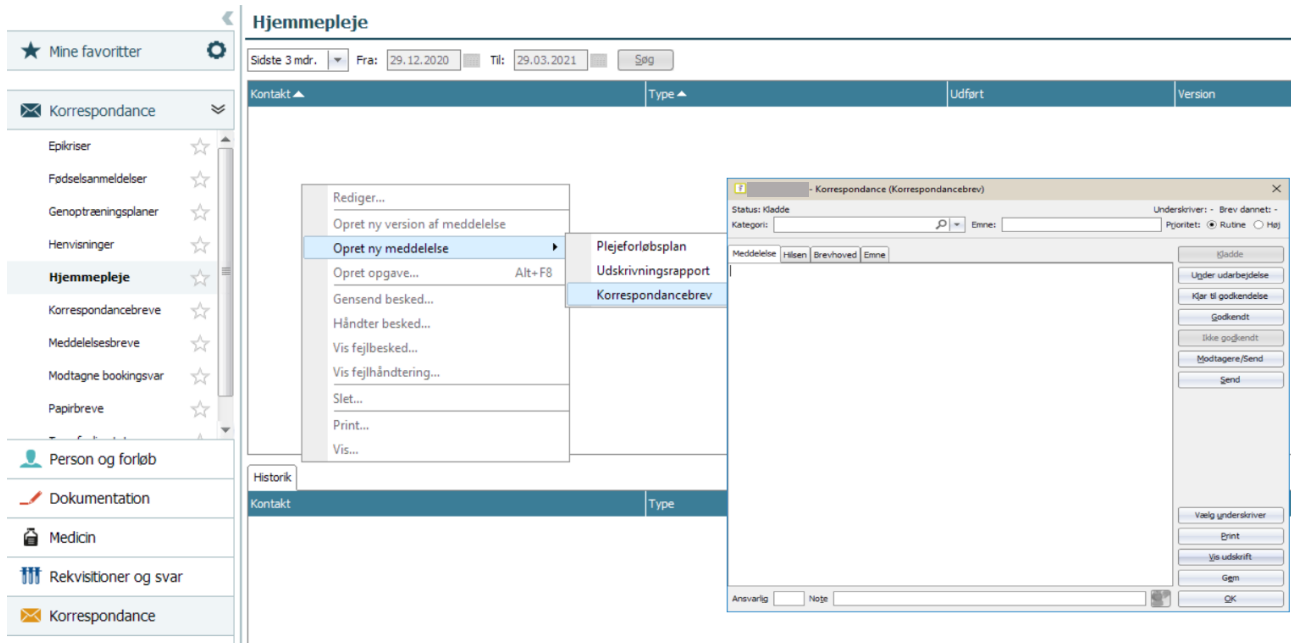 Hjemmepleje
Mine favoritter
Sidste 3 mdr. Fra: 29.12.2020 Til: 29.03.2021 Søg
Kontakt Type Udført Version
Korrespondance
Epikriser
Fødselsanmeldelser
Genoptræningsplaner
Henvisninger
Hjemmepleje
Korrespondancebreve
Meddelelsesbreve
Modtagne bookingsvar
Papirbreve
Person og forløb
Dokumentation
Medicin
Rekvisitioner og svar
Korrespondance
Rediger...
Opret ny version af meddelelse
Opret ny meddelelse
Opret opgave... Alt+F8
Gensend besked...
Håndter besked...
Vis fejlbesked...
Vis fejlhåndtering...
Slet...
Print...
Vis...
Plejeforløbsplan
Udskrivningsrapport
Korrespondancebrev
- Korrespondance (Korrespondancebrev)
Status: Kladde Underskriver: - Brev dannet: -
Kategori: Emne: Prioritet: Rutine Høj
Meddelelse Hilsen Brevhoved Emne
Kladde
Under udarbejdelse
Klar til godkendelse
Godkendt
Ikke godkendt
Modtagere/Send
Send
Vælg underskriver
Print
Vis udskrift
Gem
OK
Ansvarlig Note
Historik
Kontakt Type